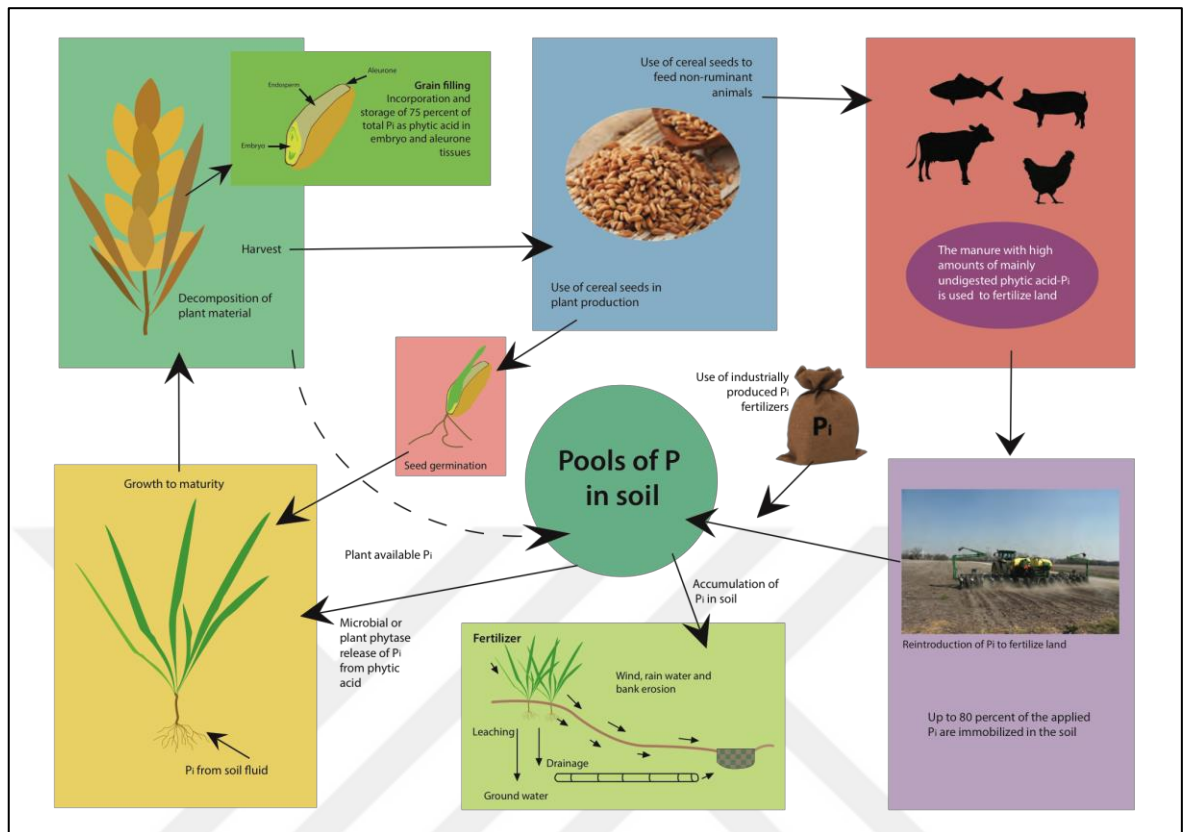 Aleurone
Endosperm
Embryo
Grain filling
Incorporation and
storage of 75 percent of
total Pi as phytic acid in
embryo and aleurone
tissues
Harvest
Decomposition of
plant material
Use of cereal seeds to
feed non-ruminant
animals
Use of cereal seeds in
plant production
The manure with high
amounts of mainly
undigested phytic acid-Pi
is used to fertilize land
Seed germination
Use of industrially
produced Pi
fertilizers
Pi
Pools of P
in soil
Growth to maturity
Pi from soil fluid
Plant available Pi
Microbial or
plant phytase
release of Pi
from phytic
acid
Accumulation of
Pi in soil
Fertilizer
Wind, rain water and
bank erosion
Leaching
Drainage
Ground water
Reintroduction of Pi to fertilize land
Up to 80 percent of the applied
Pi are immobilized in the soil